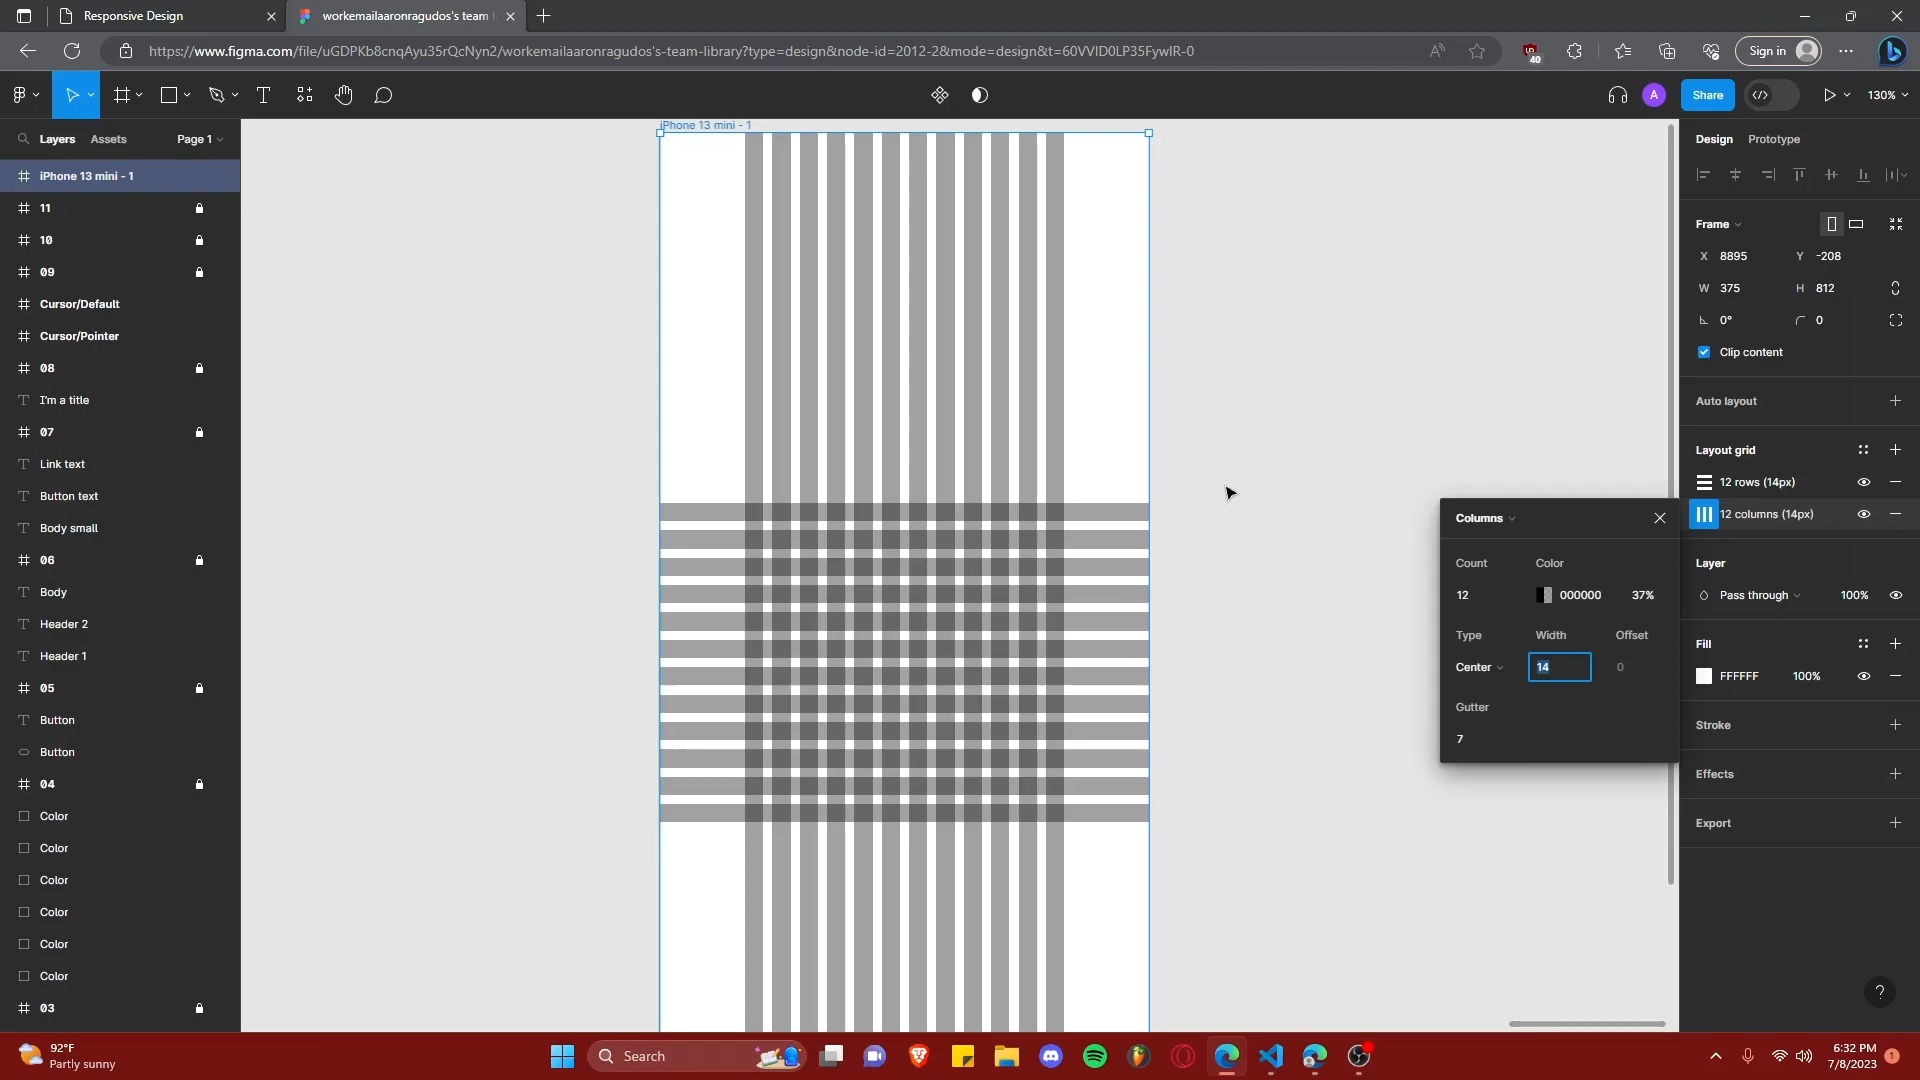 Responsive Design
workemailaaronragudos's team l
https://www.figma.com/file/uGDPKb8cnqAyu35rQcNyn2/workemailaaronragudos's-team-library?type=design&node-id=2012-2&mode=design&t=60VVID0LP35FywIR-0
40
Sign in
A
Share
130%
Layers
Assets
Page 1
iPhone 13 mini - 1
11
10
09
Cursor/Default
Cursor/Pointer
08
I'm a title
07
Link text
Button text
Body small
06
Body
Header 2
Header 1
05
Button
Button
04
Color
Color
Color
Color
Color
Color
03
iPhone 13 mini - 1
Columns
Count
Color
12
000000
37%
Type
Width
Offset
Center
14
0
Gutter
7
Design
Prototype
Frame
X 8895
Y -208
W 375
H 812
0°
0
Clip content
Auto layout
Layout grid
12 rows (14px)
12 columns (14px)
Layer
Pass through
100%
Fill
FFFFFF
100%
Stroke
Effects
Export
?
92°F
Partly sunny
Search
6:32 PM
7/8/2023
1